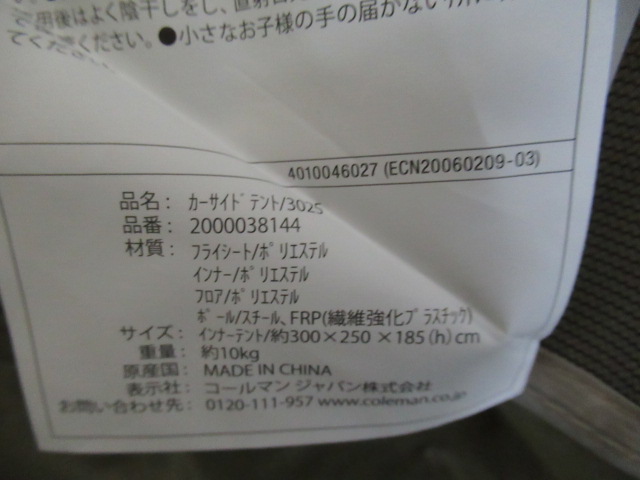 用後はよく陰干しをし、直射日
てください。●小さなお子様の手の届かない
4010046027 (ECN20060209-03)
品名: カーサイドテント/3025
品番: 2000038144
材質: フライシート/ポリエステル
インナー/ポリエステル
フロア/ポリエステル
ポール/スチール、FRP(繊維強化プラスチック)
サイズ: インナーテント/約300×250×185(h)cm
重量: 約10kg
原産国: MADE IN CHINA
表示社: コールマン ジャパン株式会社
お問い合わせ先: 0120-111-957 www.coleman.co.jp